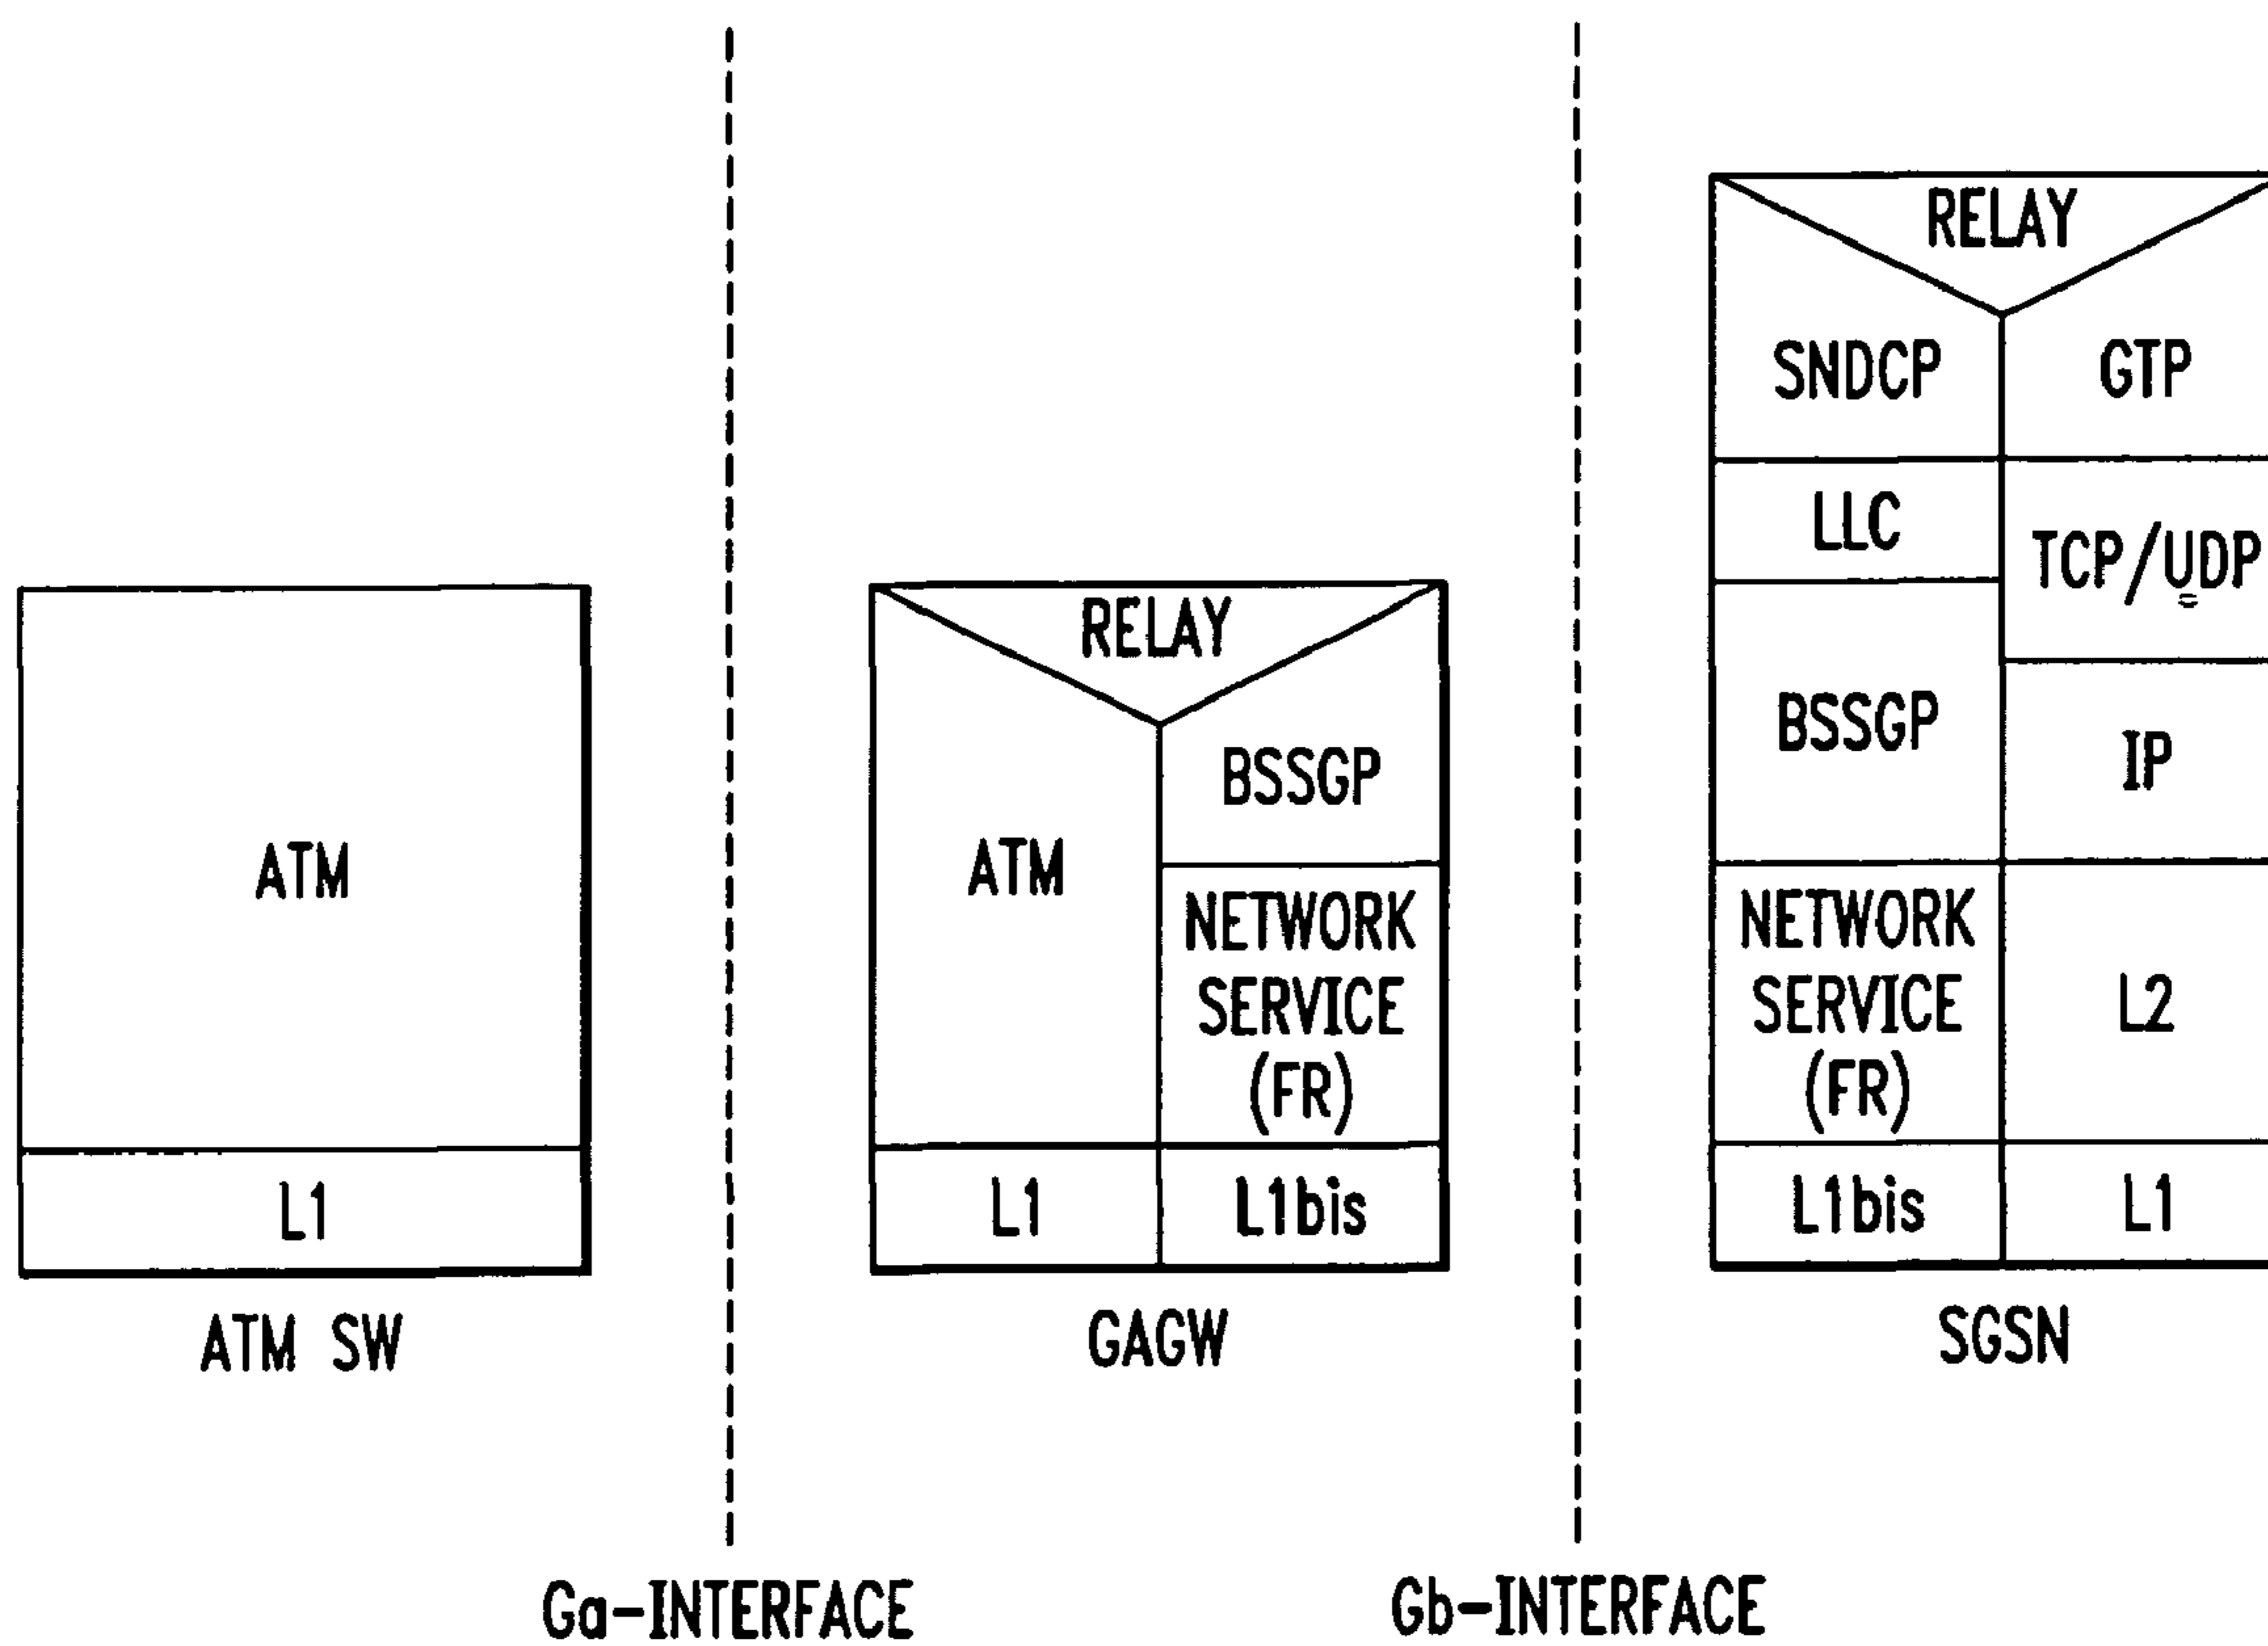 ATM
L1
ATM SW
Ga-INTERFACE
RELAY
ATM
BSSGP
NETWORK
SERVICE
(FR)
L1
L1bis
GAGW
Gb-INTERFACE
RELAY
SNDCP
GTP
LLC
TCP/UDP
BSSGP
IP
NETWORK
SERVICE
(FR)
L2
L1bis
L1
SGSN